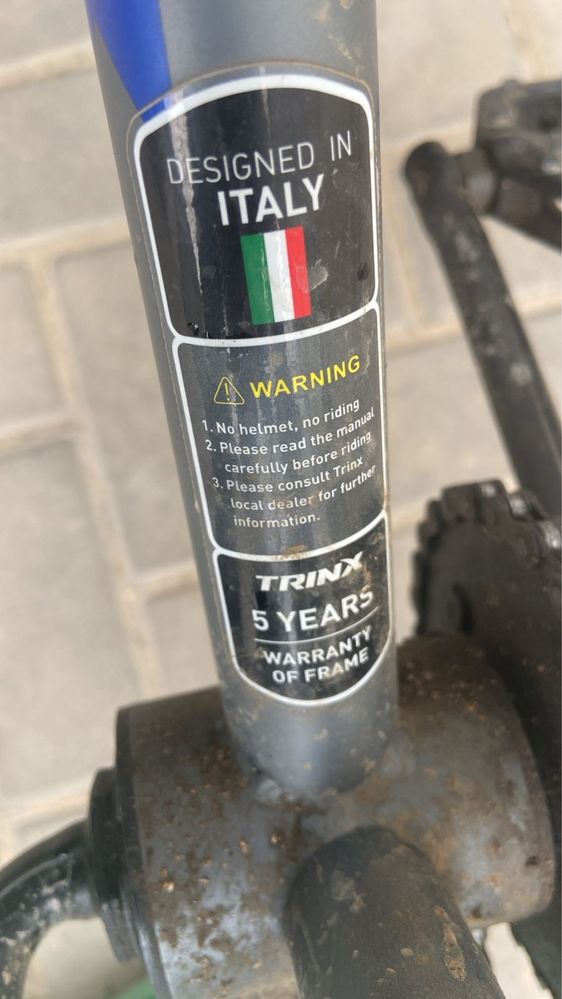 DESIGNED IN
ITALY
WARNING
1. No helmet, no riding
2. Please read the manual
carefully before riding
3. Please consult Trinx
local dealer for further
information.
TRINX
5 YEARS
WARRANTY
OF FRAME